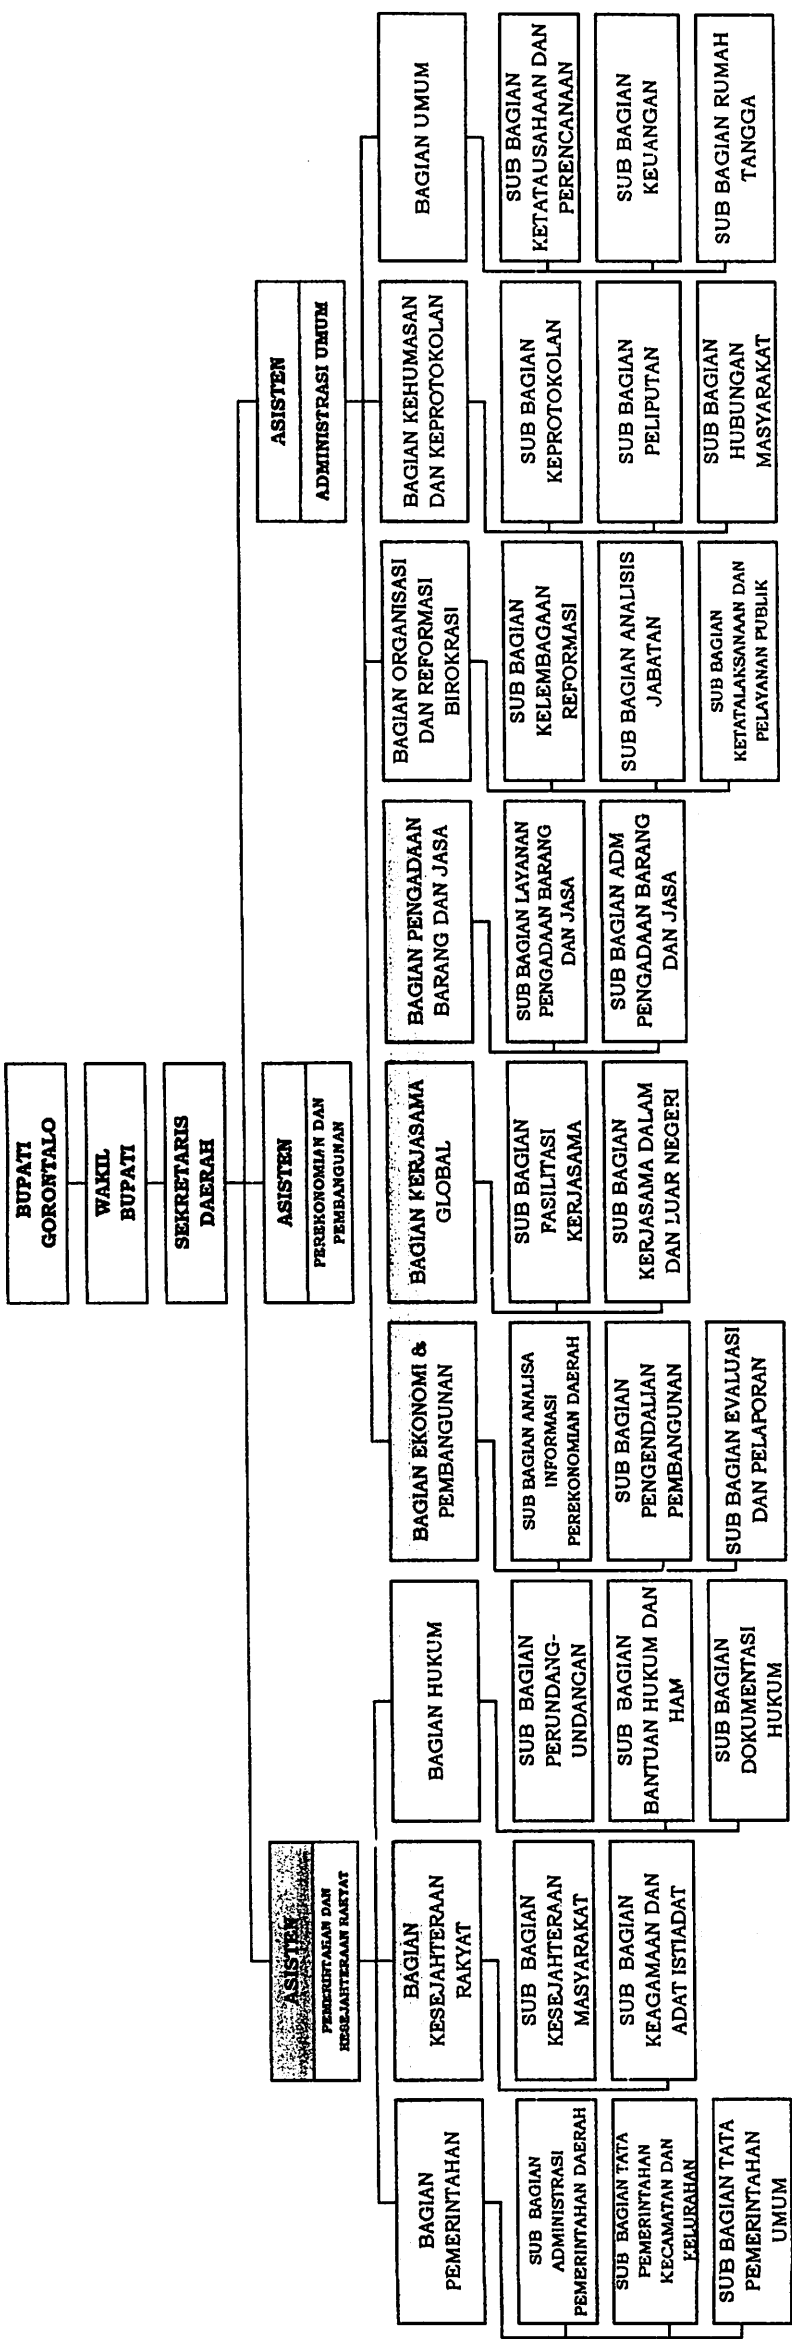 BUPATI
GORONTALO
WAKIL
BUPATI
SEKRETARIS
DAERAH
ASISTEN
PEMERINTAHAN DAN
KESEJAHTERAAN RAKYAT
ASISTEN
PEREKONOMIAN DAN
PEMBANGUNAN
ASISTEN
ADMINISTRASI UMUM
BAGIAN
PEMERINTAHAN
BAGIAN
KESEJAHTERAAN
RAKYAT
BAGIAN HUKUM
BAGIAN EKONOMI &
PEMBANGUNAN
BAGIAN KERJASAMA
GLOBAL
BAGIAN PENGADAAN
BARANG DAN JASA
BAGIAN ORGANISASI
DAN REFORMASI
BIROKRASI
BAGIAN KEHUMASAN
DAN KEPROTOKOLAN
BAGIAN UMUM
SUB BAGIAN
ADMINISTRASI
PEMERINTAHAN DAERAH
SUB BAGIAN
KESEJAHTERAAN
MASYARAKAT
SUB BAGIAN
PERUNDANG-
UNDANGAN
SUB BAGIAN ANALISA
INFORMASI
PEREKONOMIAN DAERAH
SUB BAGIAN
FASILITASI
KERJASAMA
SUB BAGIAN LAYANAN
PENGADAAN BARANG
DAN JASA
SUB BAGIAN
KELEMBAGAAN
REFORMASI
SUB BAGIAN
KEPROTOKOLAN
SUB BAGIAN
KETATAUSAHAAN DAN
PERENCANAAN
SUB BAGIAN TATA
PEMERINTAHAN
KECAMATAN DAN
KELURAHAN
SUB BAGIAN
KEAGAMAAN DAN
ADAT ISTIADAT
SUB BAGIAN
BANTUAN HUKUM DAN
HAM
SUB BAGIAN
PENGENDALIAN
PEMBANGUNAN
SUB BAGIAN
KERJASAMA DALAM
DAN LUAR NEGERI
SUB BAGIAN ADM
PENGADAAN BARANG
DAN JASA
SUB BAGIAN ANALISIS
JABATAN
SUB BAGIAN
PELIPUTAN
SUB BAGIAN
KEUANGAN
SUB BAGIAN TATA
PEMERINTAHAN
UMUM
SUB BAGIAN
DOKUMENTASI
HUKUM
SUB BAGIAN EVALUASI
DAN PELAPORAN
SUB BAGIAN
KETATALAKSANAAN DAN
PELAYANAN PUBLIK
SUB BAGIAN
HUBUNGAN
MASYARAKAT
SUB BAGIAN RUMAH
TANGGA